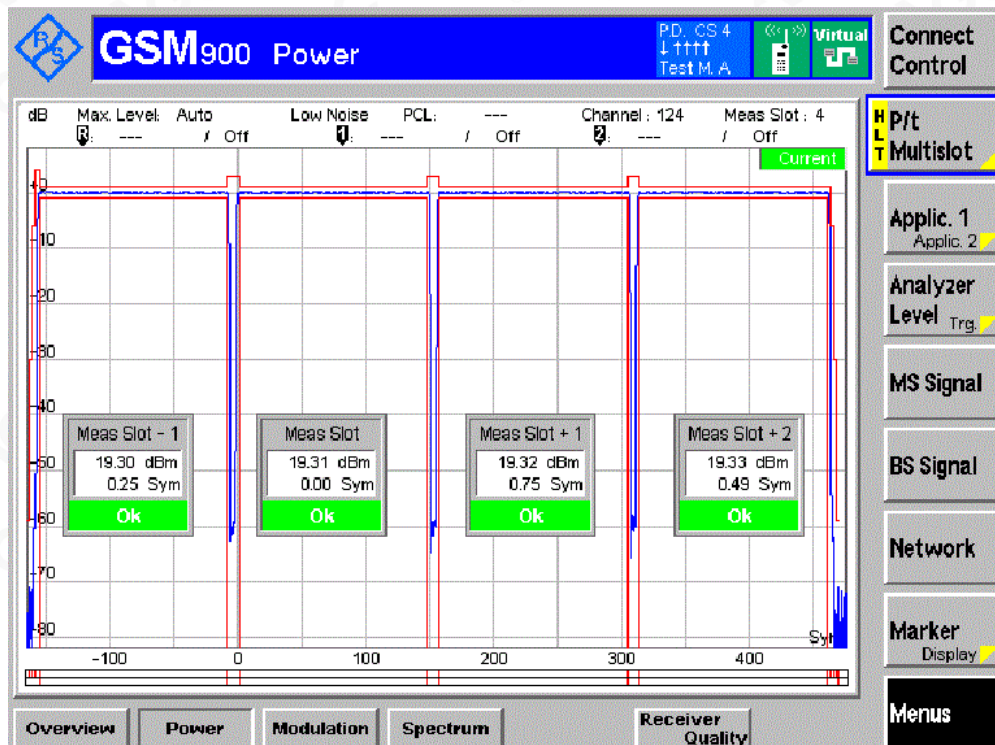 R/S
GSM900 Power
P.D. CS 4
↓↑↑↑↑
Test M. A
Virtual
Connect Control
dB Max. Level: Auto Low Noise PCL: --- Channel : 124 Meas Slot : 4
R: --- / Off 1: --- / Off 2: --- / Off
Current
HLT
P/t Multislot
Applic. 1
Applic. 2
Analyzer Level
Trg.
MS Signal
BS Signal
Network
Marker
Display
Menus
+0
-10
-20
-30
-40
-50
-60
-70
-80
Meas Slot - 1
19.30 dBm
0.25 Sym
Ok
Meas Slot
19.31 dBm
0.00 Sym
Ok
Meas Slot + 1
19.32 dBm
0.75 Sym
Ok
Meas Slot + 2
19.33 dBm
0.49 Sym
Ok
Sym
-100 0 100 200 300 400
Overview Power Modulation Spectrum Receiver Quality